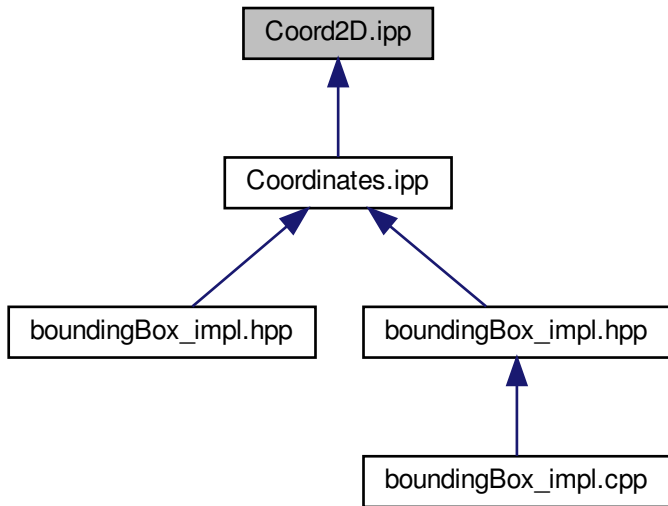 Coord2D.ipp
Coordinates.ipp
boundingBox_impl.hpp
boundingBox_impl.hpp
boundingBox_impl.cpp